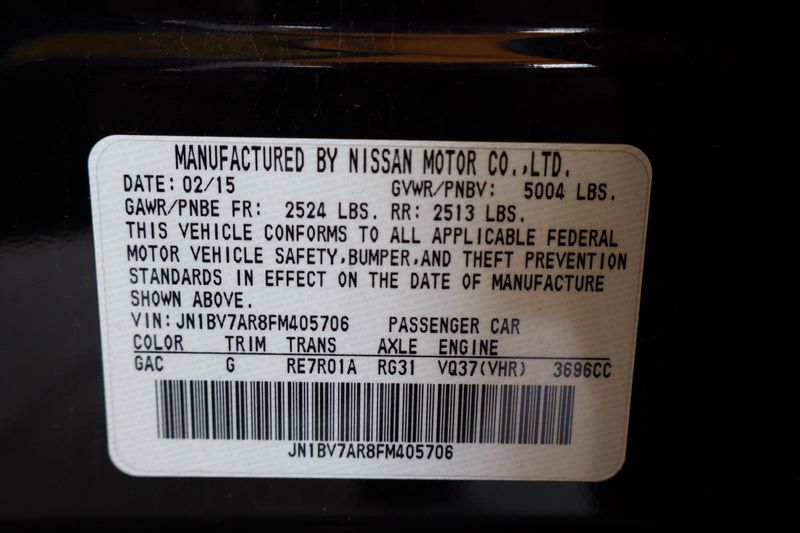 MANUFACTURED BY NISSAN MOTOR CO.,LTD.
DATE: 02/15 GVWR/PNBV: 5004 LBS.
GAWR/PNBE FR: 2524 LBS. RR: 2513 LBS.
THIS VEHICLE CONFORMS TO ALL APPLICABLE FEDERAL
MOTOR VEHICLE SAFETY,BUMPER,AND THEFT PREVENTION
STANDARDS IN EFFECT ON THE DATE OF MANUFACTURE
SHOWN ABOVE.
VIN:JN1BV7AR8FM405706 PASSENGER CAR
COLOR TRIM TRANS AXLE ENGINE
GAC G RE7R01A RG31 VQ37(VHR) 3696CC
JN1BV7AR8FM405706